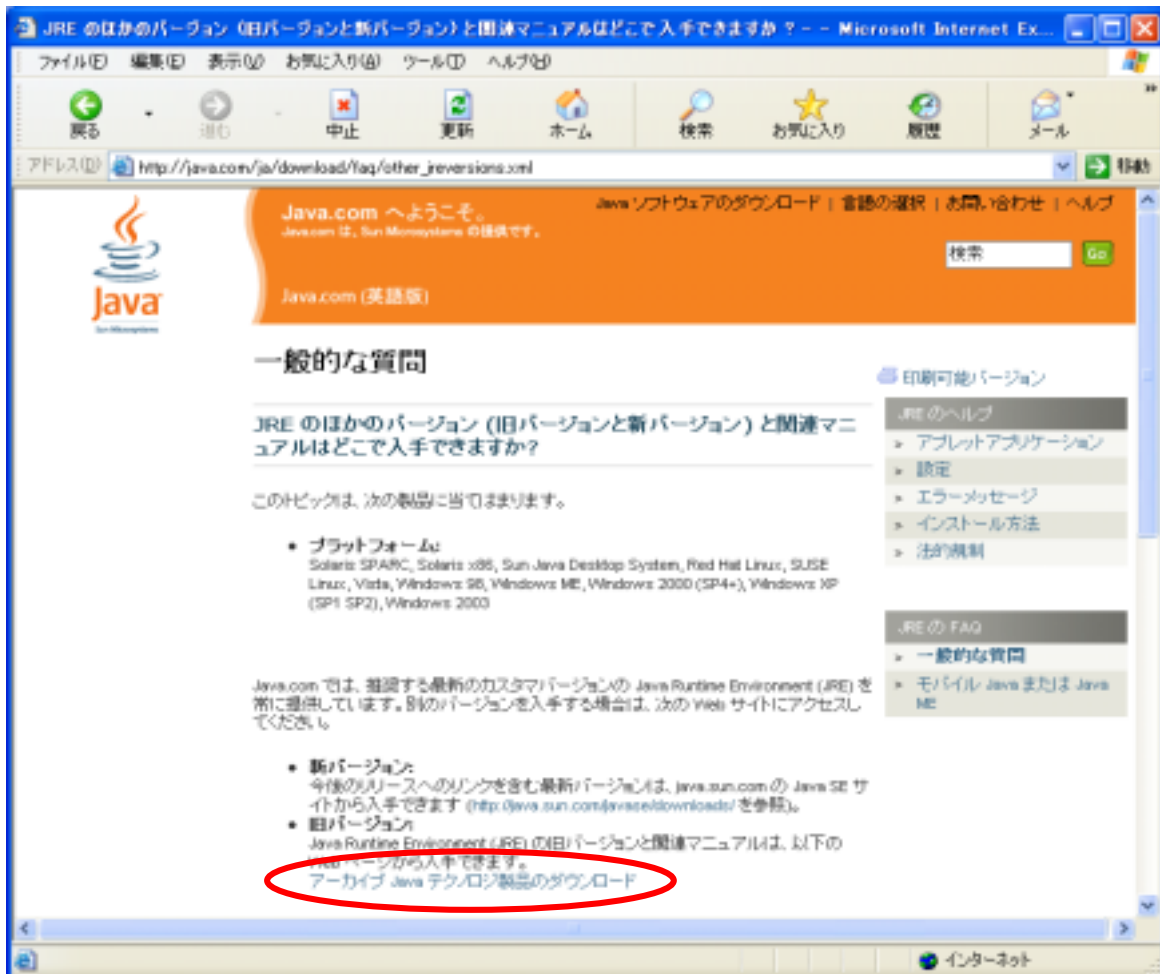 JRE のほかのバージョン (旧バージョンと新バージョン) と関連マニュアルはどこで入手できますか ? - - Microsoft Internet Ex...
ファイル(F) 編集(E) 表示(V) お気に入り(A) ツール(T) ヘルプ(H)
戻る 進む 中止 更新 ホーム 検索 お気に入り 履歴 メール
アドレス(D) http://java.com/ja/download/faq/other_jreversions.xml 移動
Java ソフトウェアのダウンロード | 言語の選択 | お問い合わせ | ヘルプ
Java.com へようこそ。
Java.com は、Sun Microsystems の提供です。
検索 Go
Java.com (英語版)
Java
Sun Microsystems
一般的な質問
印刷可能バージョン
JRE のほかのバージョン (旧バージョンと新バージョン) と関連マニ
ュアルはどこで入手できますか?
このトピックは、次の製品に当てはまります。
• プラットフォーム:
Solaris SPARC, Solaris x86, Sun Java Desktop System, Red Hat Linux, SUSE
Linux, Vista, Windows 98, Windows ME, Windows 2000 (SP4+), Windows XP
(SP1 SP2), Windows 2003
Java.com では、推奨する最新のカスタマバージョンの Java Runtime Environment (JRE) を
常に提供しています。別のバージョンを入手する場合は、次の Web サイトにアクセスし
てください。
• 新バージョン:
今後のリリースへのリンクを含む最新バージョンは、java.sun.com の Java SE サ
イトから入手できます (http://java.sun.com/javase/downloads/ を参照)。
• 旧バージョン:
Java Runtime Environment (JRE) の旧バージョンと関連マニュアルは、以下の
Web ページから入手できます。
アーカイブ Java テクノロジ製品のダウンロード
JRE のヘルプ
» アプレットアプリケーション
» 設定
» エラーメッセージ
» インストール方法
» 法的規制
JRE の FAQ
» 一般的な質問
» モバイル Java または Java
ME
インターネット